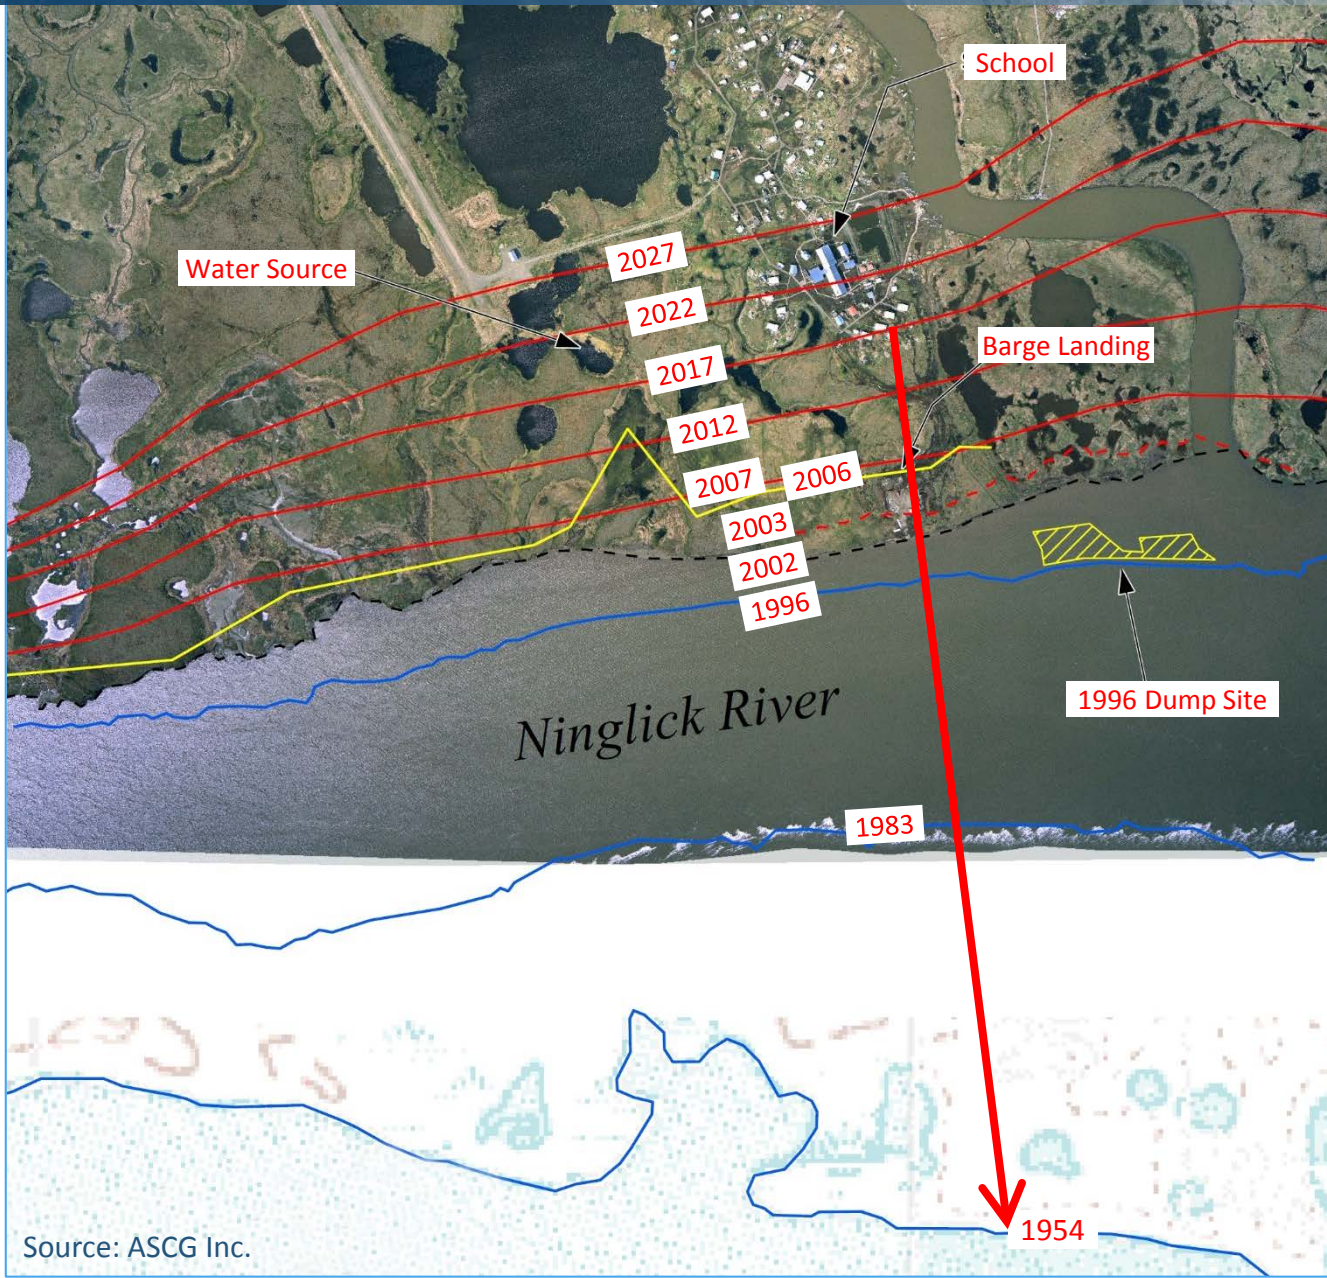 School
Water Source
2027
2022
2017
Barge Landing
2012
2007
2006
2003
2002
1996
1996 Dump Site
Ninglick River
1983
1954
Source: ASCG Inc.